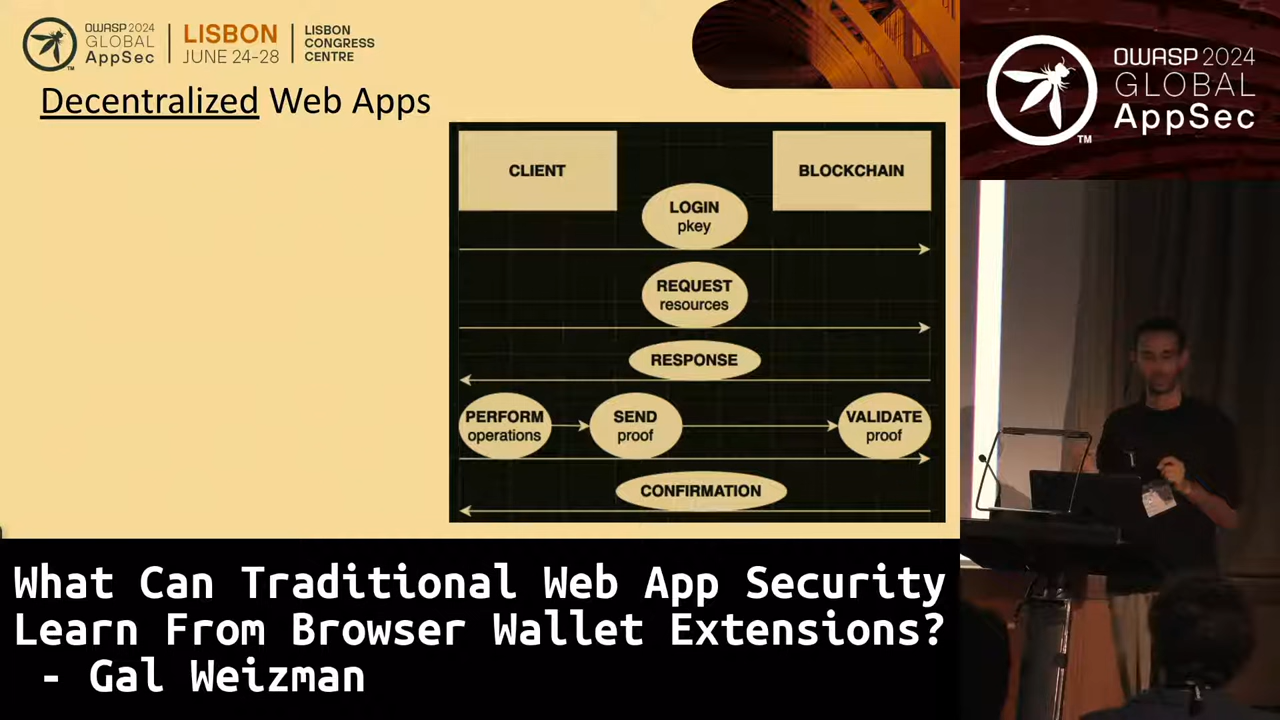 OWASP 2024
GLOBAL
AppSec
TM
LISBON
JUNE 24-28
LISBON
CONGRESS
CENTRE
Decentralized Web Apps
CLIENT
BLOCKCHAIN
LOGIN
pkey
REQUEST
resources
RESPONSE
PERFORM
operations
SEND
proof
VALIDATE
proof
CONFIRMATION
OWASP 2024
GLOBAL
AppSec
TM
What Can Traditional Web App Security
Learn From Browser Wallet Extensions?
- Gal Weizman